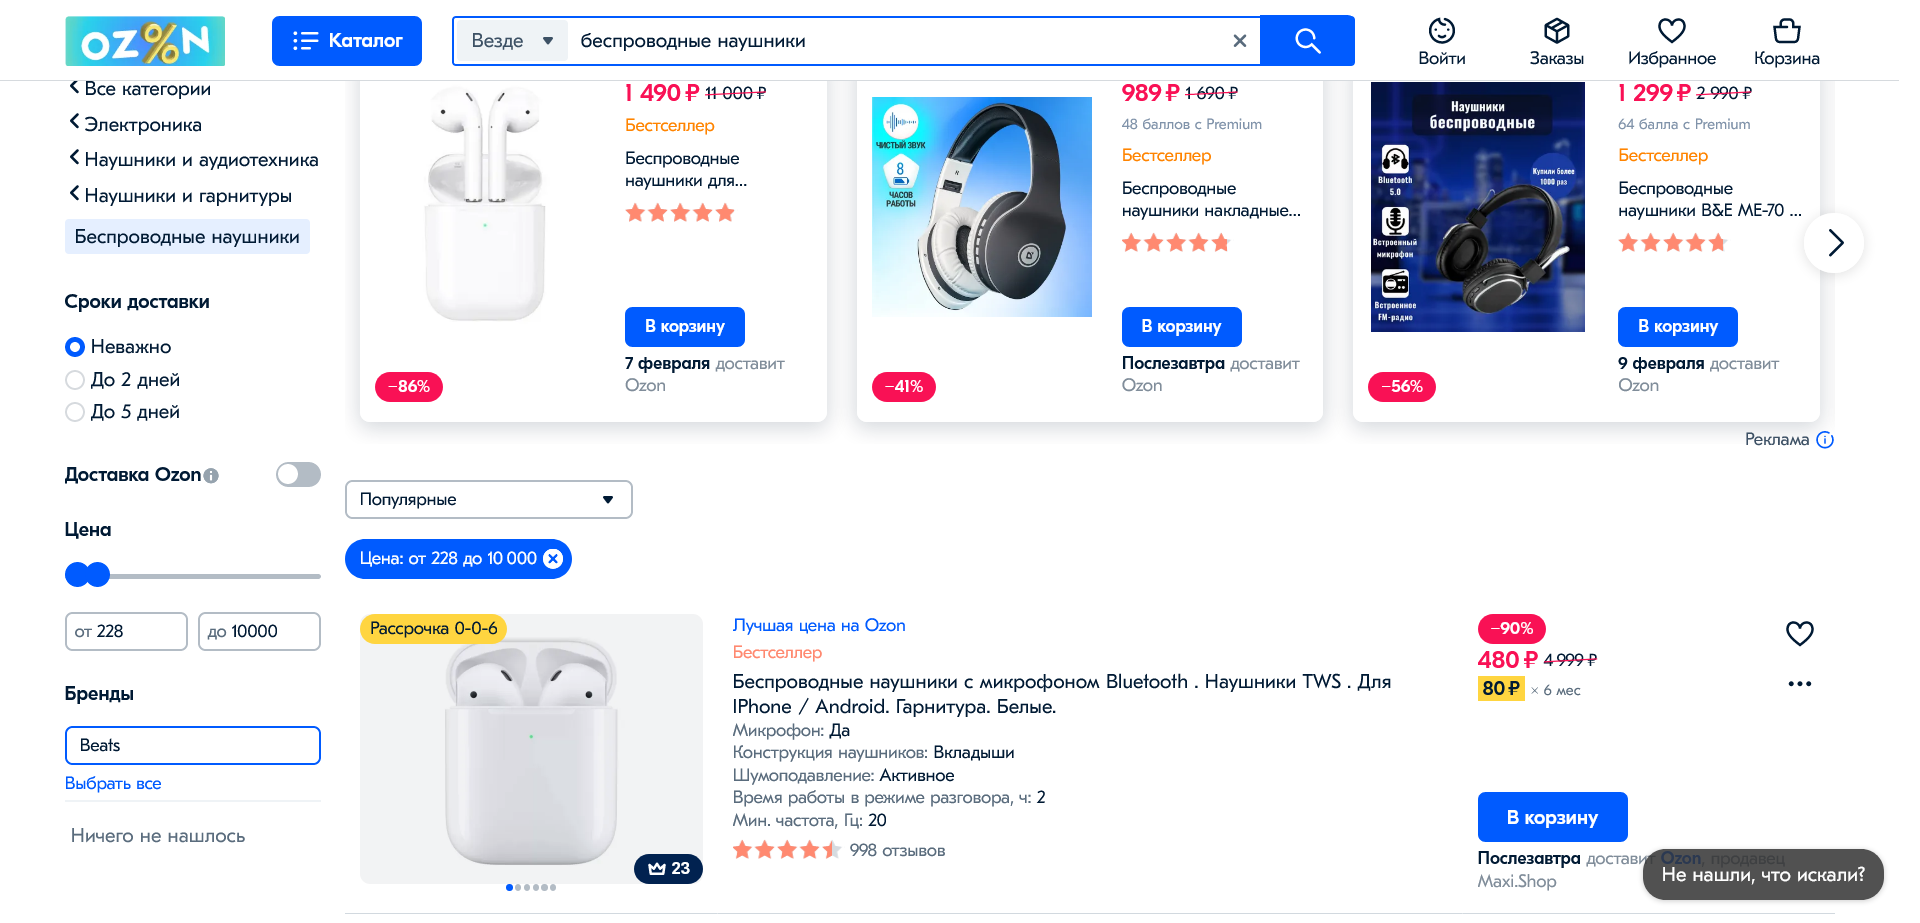 OZ%N
Каталог
Везде
беспроводные наушники
Войти
Заказы
Избранное
Корзина
Все категории
Электроника
Наушники и аудиотехника
Наушники и гарнитуры
Беспроводные наушники
Сроки доставки
Неважно
До 2 дней
До 5 дней
Доставка Ozon
Цена
от 228
до 10000
Бренды
Beats
Выбрать все
Ничего не нашлось
1 490 ₽ 11 000 ₽
Бестселлер
Беспроводные
наушники для...
В корзину
7 февраля доставит
Ozon
−86%
ЧИСТЫЙ ЗВУК
8
ЧАСОВ
РАБОТЫ
989 ₽ 1 690 ₽
48 баллов с Premium
Бестселлер
Беспроводные
наушники накладные...
В корзину
Послезавтра доставит
Ozon
−41%
Наушники
беспроводные
Купили более
1000 раз
Bluetooth
5.0
Встроенный
микрофон
Встроенное
FM-радио
1 299 ₽ 2 990 ₽
64 балла с Premium
Бестселлер
Беспроводные
наушники B&E ME-70 ...
В корзину
9 февраля доставит
Ozon
−56%
Реклама
Популярные
Цена: от 228 до 10 000
Рассрочка 0-0-6
23
Лучшая цена на Ozon
Бестселлер
Беспроводные наушники с микрофоном Bluetooth . Наушники TWS . Для
IPhone / Android. Гарнитура. Белые.
Микрофон: Да
Конструкция наушников: Вкладыши
Шумоподавление: Активное
Время работы в режиме разговора, ч: 2
Мин. частота, Гц: 20
998 отзывов
−90%
480 ₽ 4 999 ₽
80 ₽ × 6 мес
В корзину
Послезавтра доставит Ozon, продавец
Maxi.Shop
Не нашли, что искали?